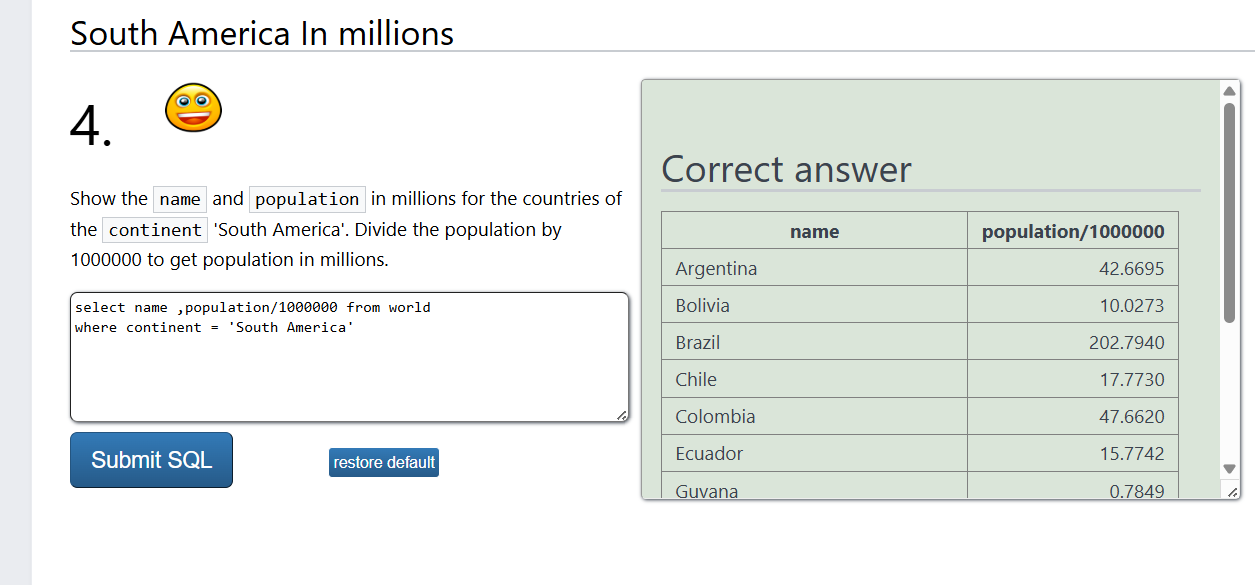 South America In millions
4.
Show the name and population in millions for the countries of
the continent 'South America'. Divide the population by
1000000 to get population in millions.
select name ,population/1000000 from world
where continent = 'South America'
Submit SQL
restore default
Correct answer
name population/1000000
Argentina 42.6695
Bolivia 10.0273
Brazil 202.7940
Chile 17.7730
Colombia 47.6620
Ecuador 15.7742
Guyana 0.7849